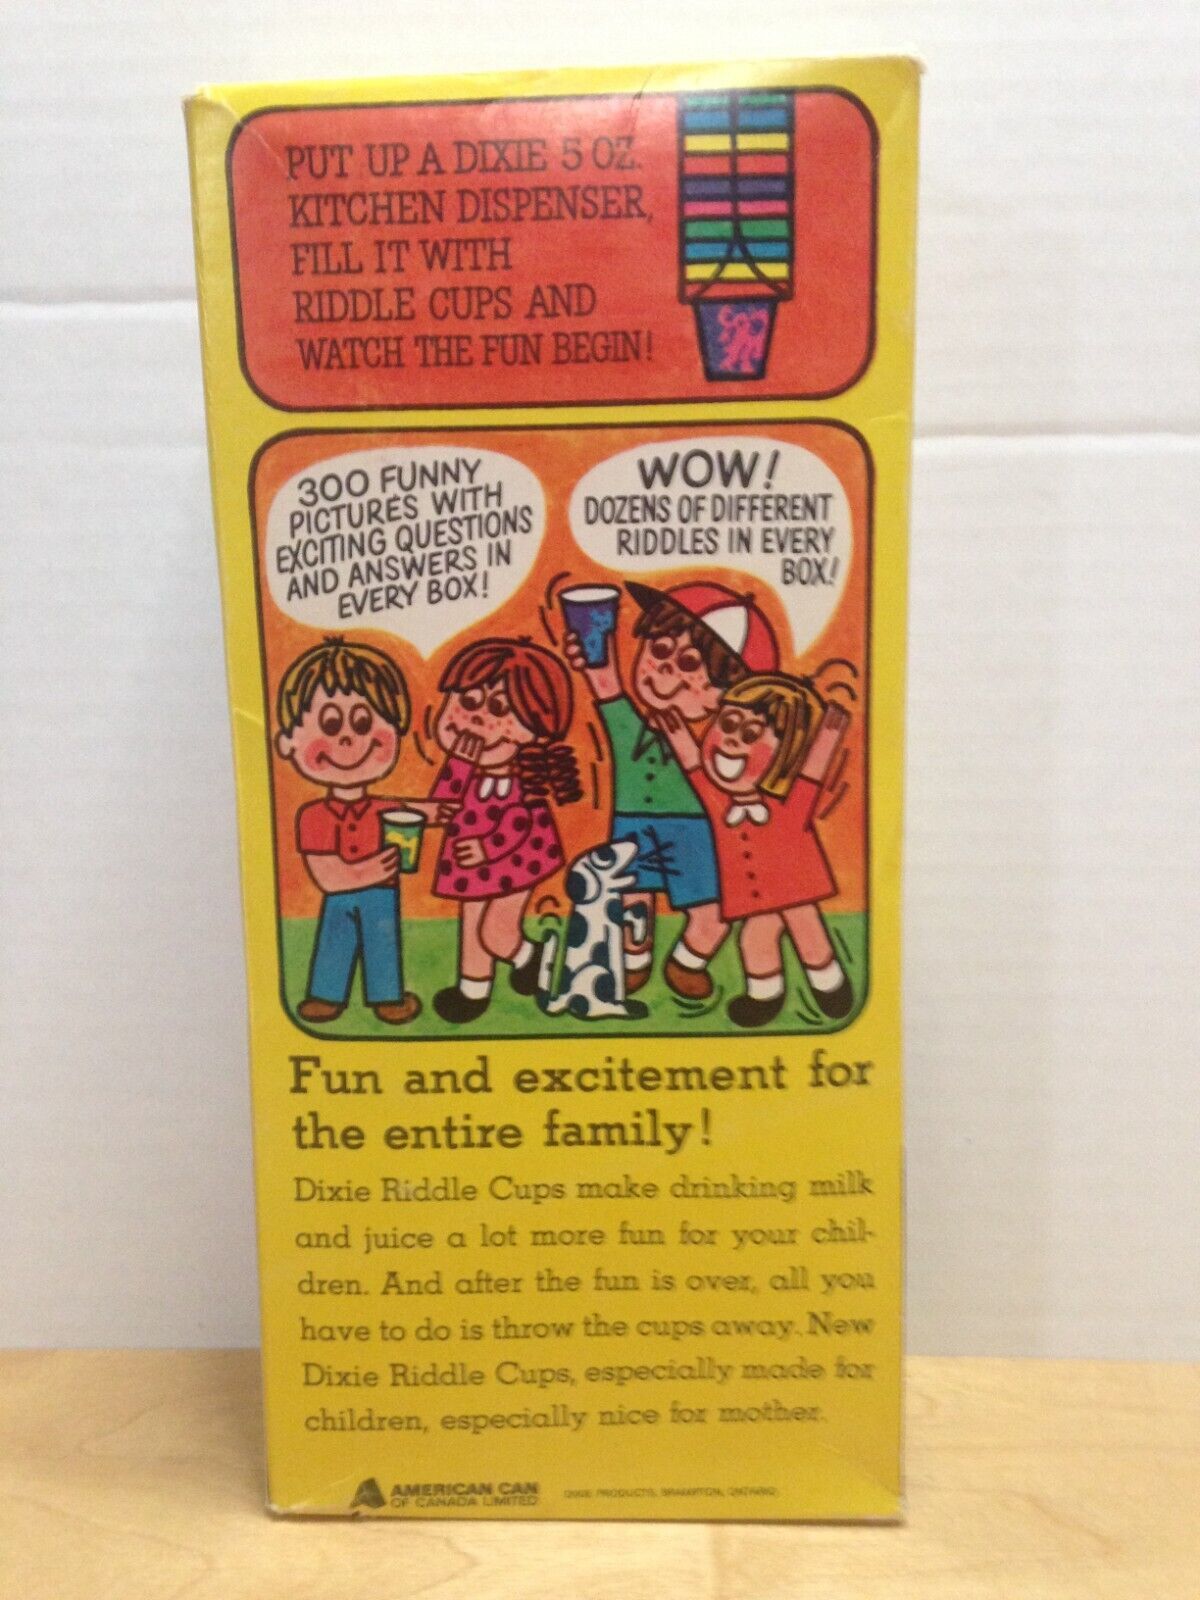 PUT UP A DIXIE 5 OZ.
KITCHEN DISPENSER,
FILL IT WITH
RIDDLE CUPS AND
WATCH THE FUN BEGIN!
300 FUNNY
PICTURES WITH
EXCITING QUESTIONS
AND ANSWERS IN
EVERY BOX!
WOW!
DOZENS OF DIFFERENT
RIDDLES IN EVERY
BOX!
Fun and excitement for
the entire family!
Dixie Riddle Cups make drinking milk
and juice a lot more fun for your chil-
dren. And after the fun is over, all you
have to do is throw the cups away. New
Dixie Riddle Cups, especially made for
children, especially nice for mother.
AMERICAN CAN
OF CANADA LIMITED
DIXIE PRODUCTS, BRAMPTON, ONTARIO